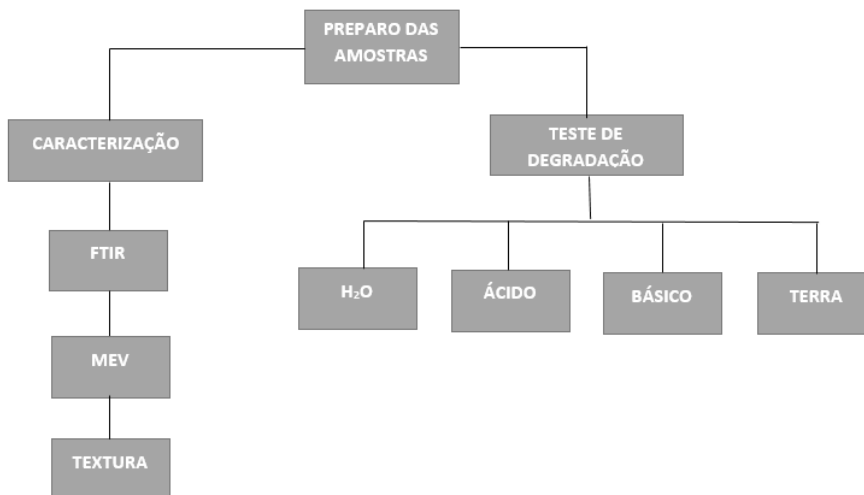 PREPARO DAS
AMOSTRAS
CARACTERIZAÇÃO
TESTE DE
DEGRADAÇÃO
FTIR
H₂O
ÁCIDO
BÁSICO
TERRA
MEV
TEXTURA